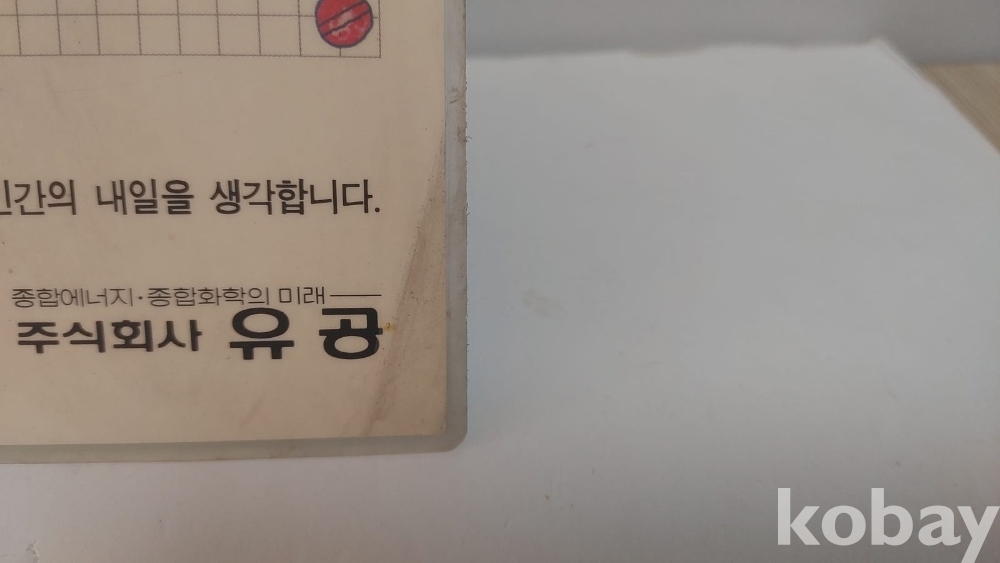 간의 내일을 생각합니다.
종합에너지·종합화학의 미래
주식회사 유공
kobay